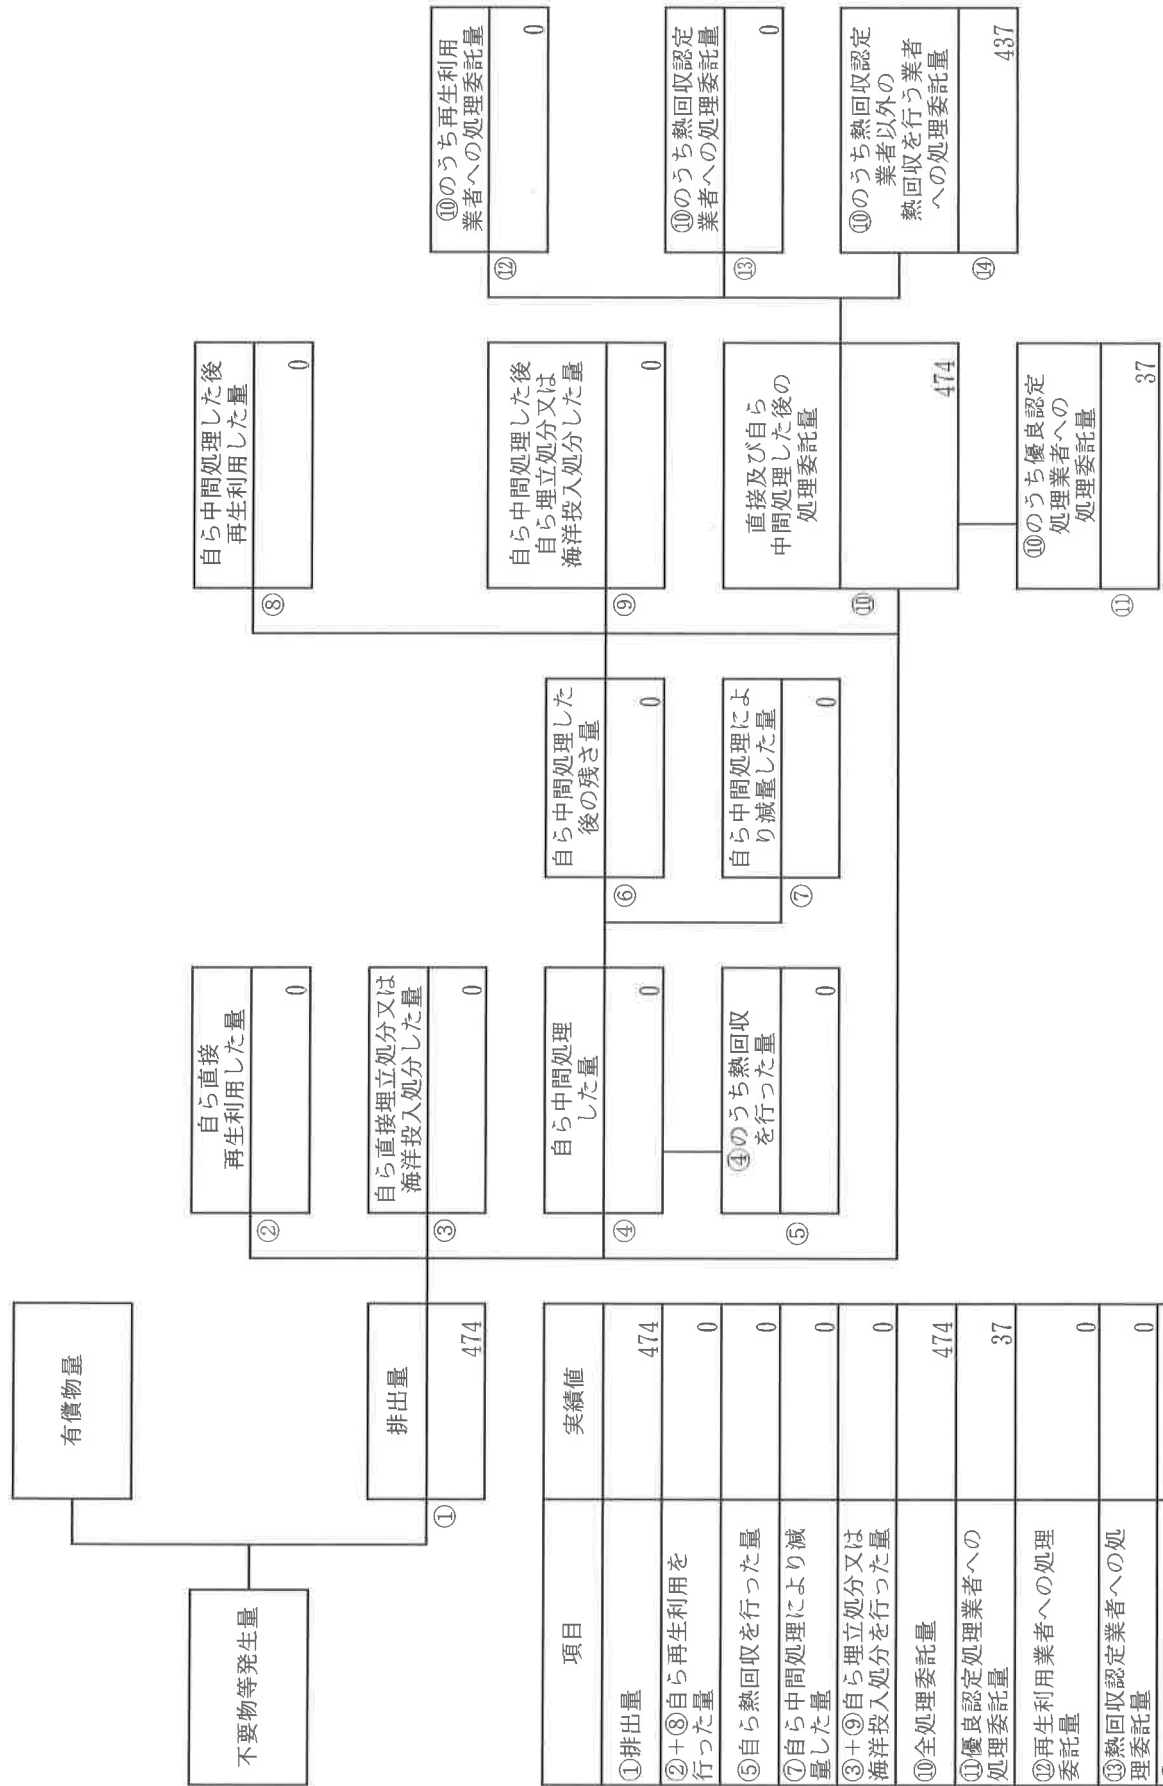 不要物等発生量
有償物量
①
排出量
474
②
自ら直接
再生利用した量
0
③
自ら直接埋立処分又は
海洋投入処分した量
0
④
自ら中間処理
した量
0
⑤
④のうち熱回収
を行った量
0
⑥
自ら中間処理した
後の残さ量
0
⑦
自ら中間処理によ
り減量した量
0
⑧
自ら中間処理した後
再生利用した量
0
⑨
自ら中間処理した後
自ら埋立処分又は
海洋投入処分した量
0
⑩
直接及び自ら
中間処理した後の
処理委託量
474
⑪
⑩のうち優良認定
処理業者への
処理委託量
37
⑫
⑩のうち再生利用
業者への処理委託量
0
⑬
⑩のうち熱回収認定
業者への処理委託量
0
⑭
⑩のうち熱回収認定
業者以外の
熱回収を行う業者
への処理委託量
437
項目 実績値
①排出量 474
②+⑧自ら再生利用を
行った量 0
⑤自ら熱回収を行った量 0
⑦自ら中間処理により減
量した量 0
③+⑨自ら埋立処分又は
海洋投入処分を行った量 0
⑩全処理委託量 474
⑪優良認定処理業者への
処理委託量 37
⑫再生利用業者への処理
委託量 0
⑬熱回収認定業者への処
理委託量 0